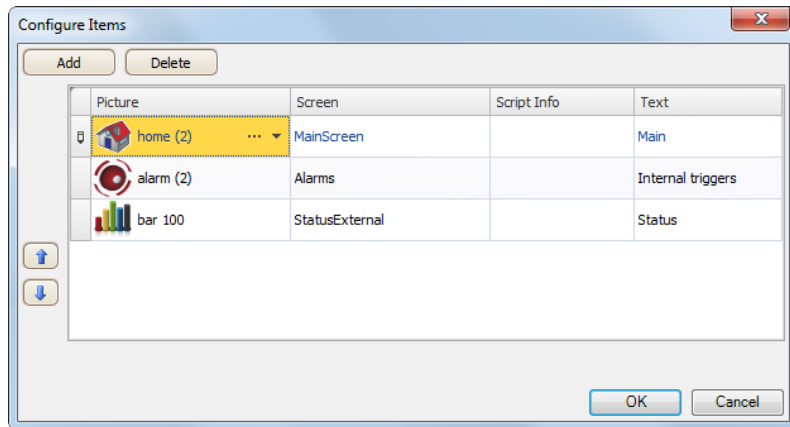 Configure Items
Add Delete
Picture Screen Script Info Text
home (2) ... MainScreen Main
alarm (2) Alarms Internal triggers
bar 100 StatusExternal Status
OK Cancel